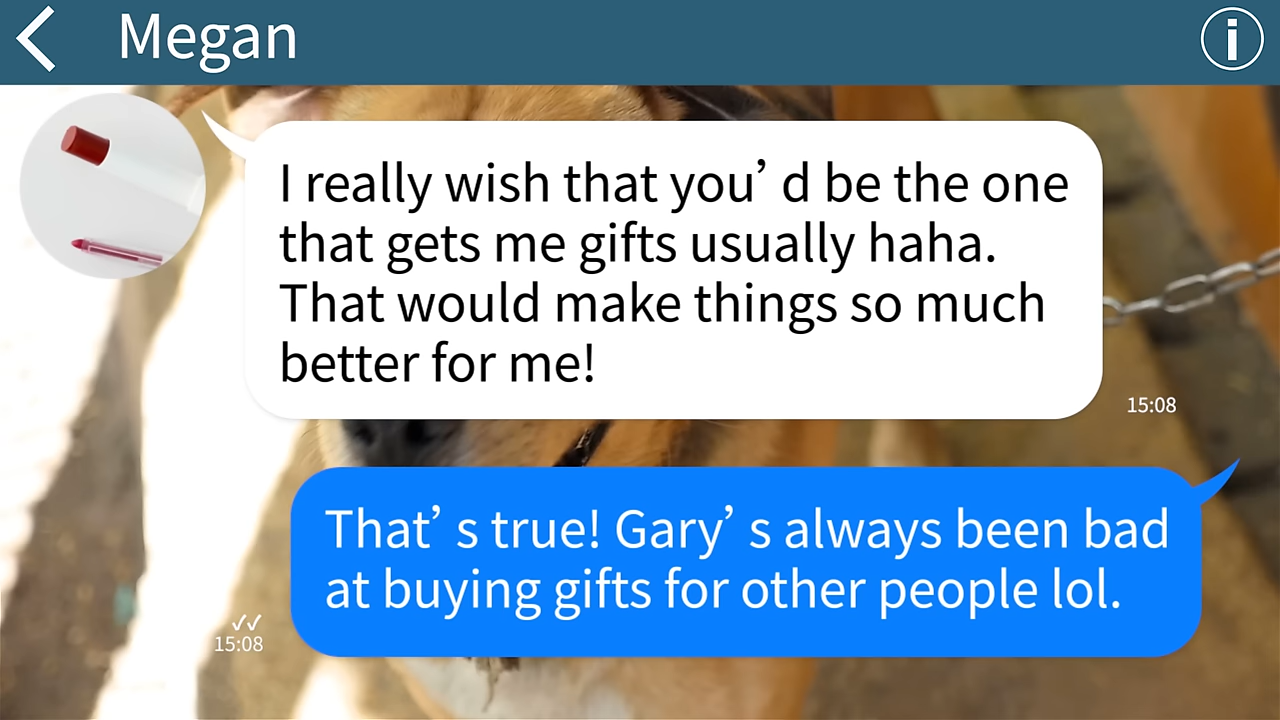 Megan
I really wish that you’d be the one
that gets me gifts usually haha.
That would make things so much
better for me!
15:08
That’s true! Gary’s always been bad
at buying gifts for other people lol.
15:08